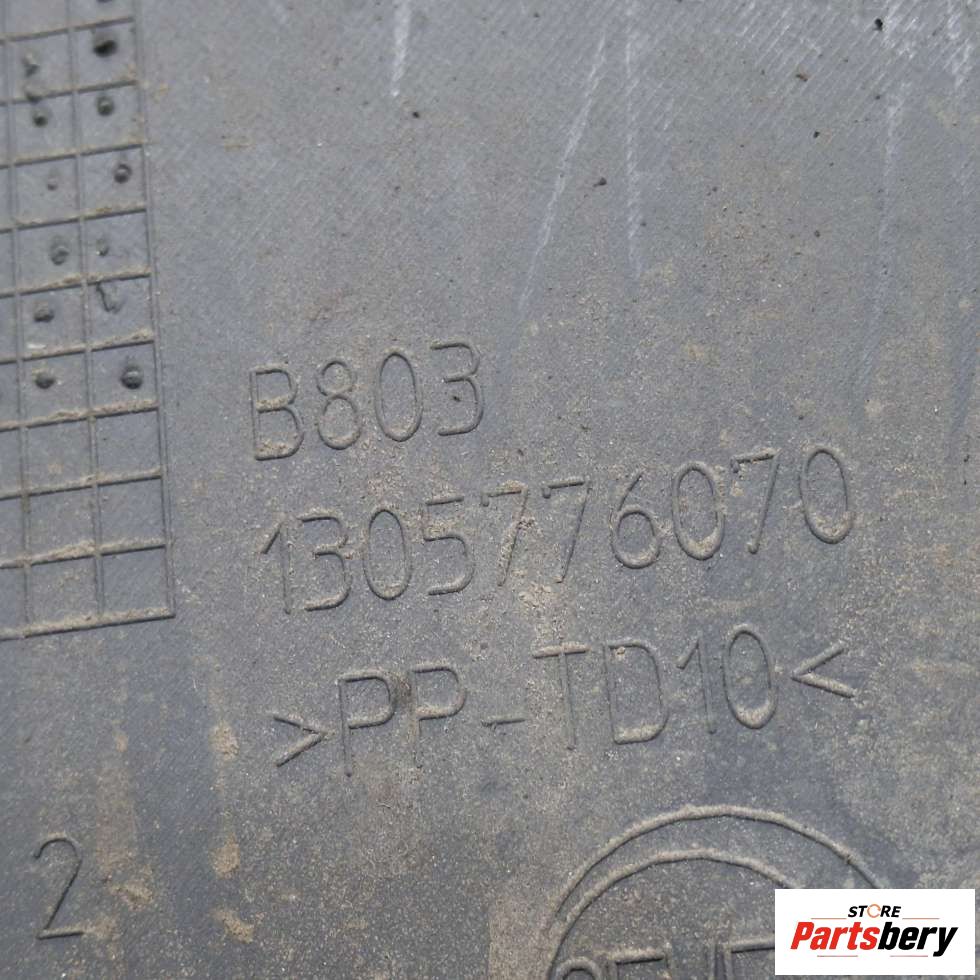 B803
1305776070
>PP-TD10<
2
STORE
Partsbery